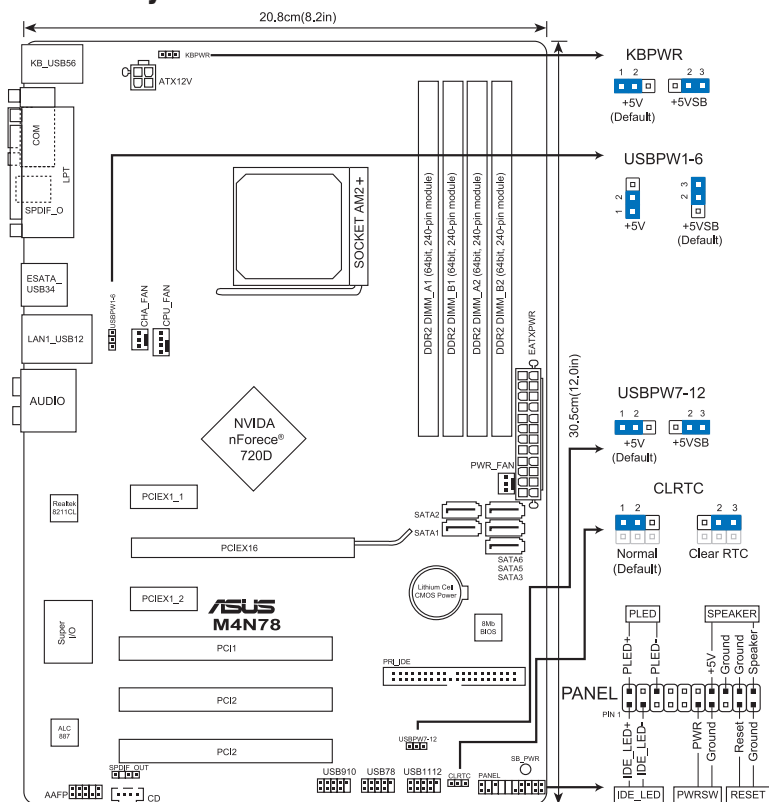 20.8cm(8.2in)
KB_USB56
KBPWR
ATX12V
COM
LPT
SPDIF_O
SOCKET AM2+
DDR2 DIMM_A1 (64bit, 240-pin module)
DDR2 DIMM_B1 (64bit, 240-pin module)
DDR2 DIMM_A2 (64bit, 240-pin module)
DDR2 DIMM_B2 (64bit, 240-pin module)
30.5cm(12.0in)
ESATA_
USB34
USBPW1-6
CHA_FAN
CPU_FAN
LAN1_USB12
AUDIO
EATXPWR
NVIDA
nForece®
720D
PWR_FAN
Realtek
8211CL
PCIEX1_1
SATA2
SATA1
SATA6
SATA5
SATA3
PCIEX16
PCIEX1_2
Lithium Cell
CMOS Power
Super
I/O
ASUS
M4N78
8Mb
BIOS
PCI1
PRI_IDE
PCI2
ALC
887
PCI2
USBPW7-12
SPDIF_OUT
SB_PWR
AAFP
CD
USB910
USB78
USB1112
CLRTC
PANEL
KBPWR
1 2
2 3
+5V
(Default)
+5VSB
USBPW1-6
1 2
2 3
+5V
+5VSB
(Default)
USBPW7-12
1 2
2 3
+5V
(Default)
+5VSB
CLRTC
1 2
2 3
Normal
(Default)
Clear RTC
PLED
SPEAKER
PLED+
PLED-
+5V
Ground
Ground
Speaker
PANEL
PIN 1
IDE_LED+
IDE_LED-
PWR
Ground
Reset
Ground
IDE_LED
PWRSW
RESET